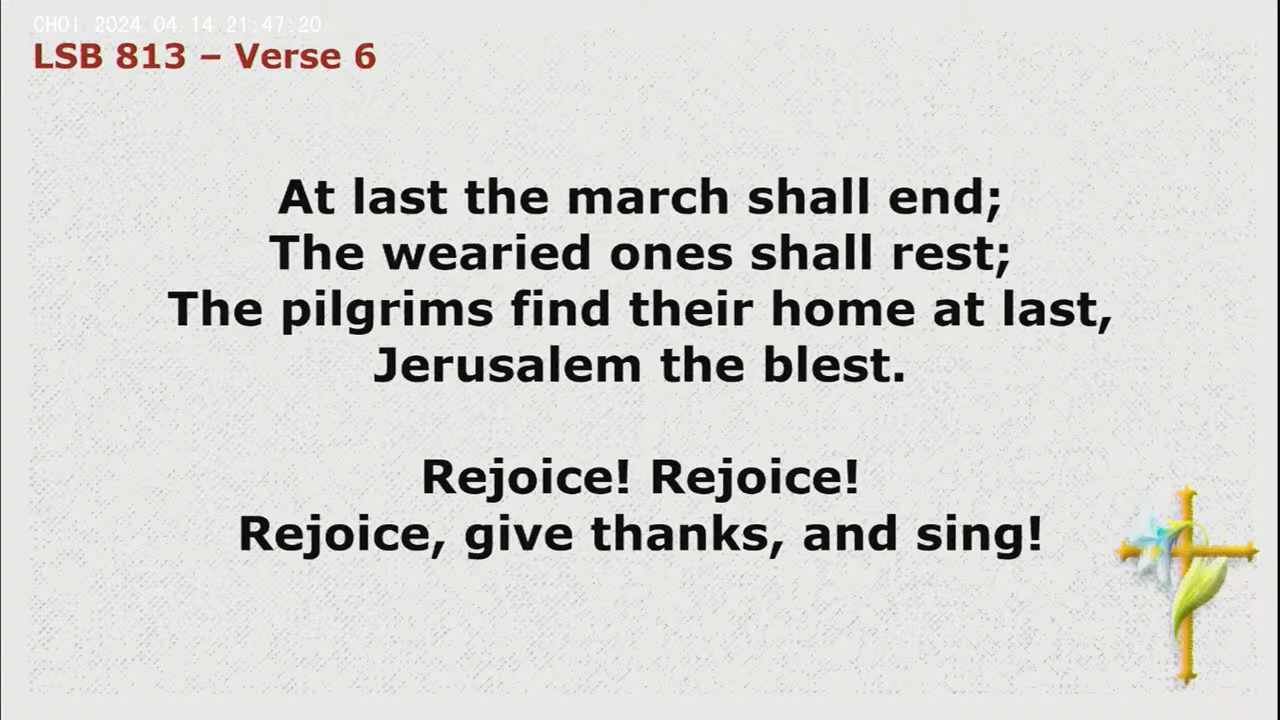 CH01 2024 04 14 21:47:20
LSB 813 – Verse 6
At last the march shall end;
The wearied ones shall rest;
The pilgrims find their home at last,
Jerusalem the blest.
Rejoice! Rejoice!
Rejoice, give thanks, and sing!